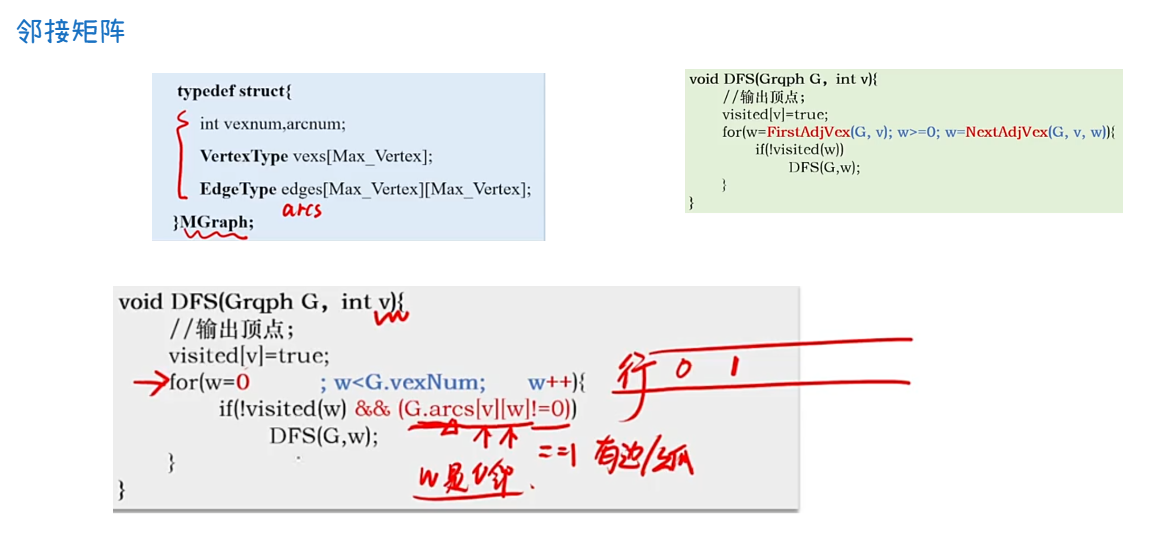 邻接矩阵
typedef struct{
int vexnum,arcnum;
VertexType vexs[Max_Vertex];
EdgeType edges[Max_Vertex][Max_Vertex];
arcs
}MGraph;
void DFS(Grqph G, int v){
//输出顶点;
visited[v]=true;
for(w=FirstAdjVex(G, v); w>=0; w=NextAdjVex(G, v, w)){
if(!visited(w))
DFS(G,w);
}
}
void DFS(Grqph G, int v){
//输出顶点;
visited[v]=true;
for(w=0 ; w<G.vexNum; w++){
行 0 1
if(!visited(w) && (G.arcs[v][w]!=0))
DFS(G,w);
==1 有边/弧
w是v邻.
}
}